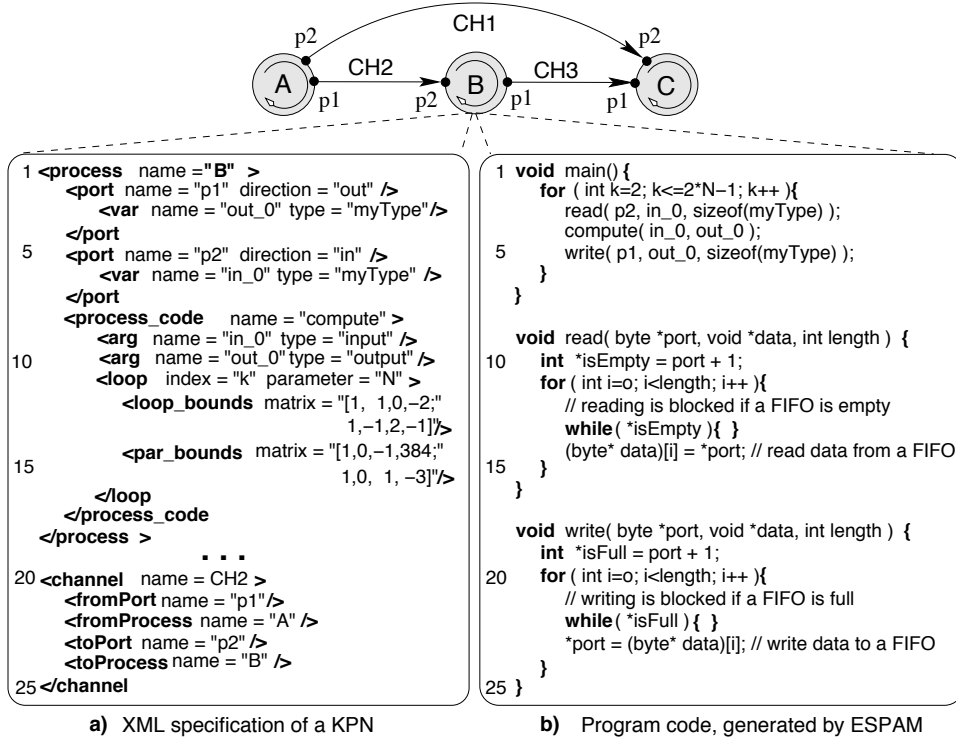 CH1
p2
p2
A
CH2
B
CH3
C
p1
p2
p1
p1
1 <process name ="B" >
<port name = "p1" direction = "out" />
<var name = "out_0" type = "myType"/>
</port
5 <port name = "p2" direction = "in" />
<var name = "in_0" type = "myType" />
</port
<process_code name = "compute" >
<arg name = "in_0" type = "input" />
10 <arg name = "out_0" type = "output" />
<loop index = "k" parameter = "N" >
<loop_bounds matrix = "[1, 1,0,-2;"
1,-1,2,-1]"/>
<par_bounds matrix = "[1,0,-1,384;"
15 1,0, 1, -3]"/>
</loop
</process_code
</process >
. . .
20 <channel name = CH2 >
<fromPort name = "p1"/>
<fromProcess name = "A" />
<toPort name = "p2" />
<toProcess name = "B" />
25 </channel
1 void main() {
for ( int k=2; k<=2*N-1; k++ ){
read( p2, in_0, sizeof(myType) );
compute( in_0, out_0 );
5 write( p1, out_0, sizeof(myType) );
}
}
void read( byte *port, void *data, int length ) {
10 int *isEmpty = port + 1;
for ( int i=o; i<length; i++ ){
// reading is blocked if a FIFO is empty
while( *isEmpty ){ }
(byte* data)[i] = *port; // read data from a FIFO
15 }
}
void write( byte *port, void *data, int length ) {
int *isFull = port + 1;
20 for ( int i=o; i<length; i++ ){
// writing is blocked if a FIFO is full
while( *isFull ){ }
*port = (byte* data)[i]; // write data to a FIFO
}
25 }
a) XML specification of a KPN
b) Program code, generated by ESPAM